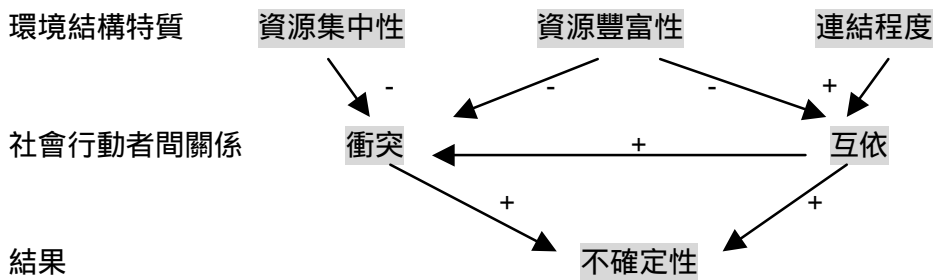 環境結構特質 資源集中性 資源豐富性 連結程度
- - - +
社會行動者間關係 衝突 + 互依
+ +
結果 不確定性